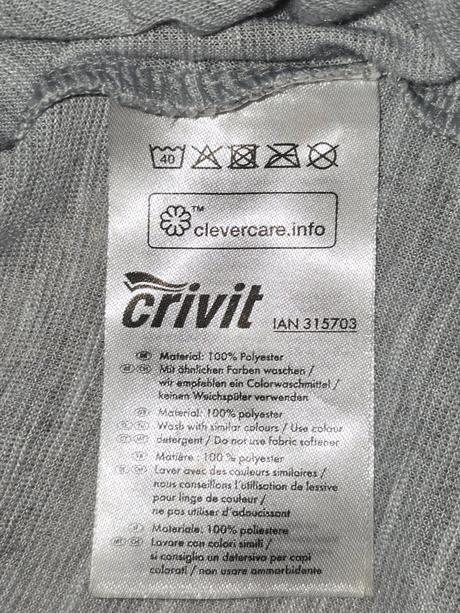 40
™
clevercare.info
crivit
IAN 315703
Material: 100% Polyester
Mit ähnlichen Farben waschen /
wir empfehlen ein Colorwaschmittel /
keinen Weichspüler verwenden
Material: 100% polyester
Wash with similar colours / Use colour
detergent / Do not use fabric softener
Matière : 100 % polyester
Laver avec des couleurs similaires /
nous conseillons l'utilisation de lessive
pour linge de couleur /
ne pas utiliser d'adoucissant
Materiale: 100% poliestere
Lavare con colori simili /
si consiglia un detersivo per capi
colorati / non usare ammorbidente